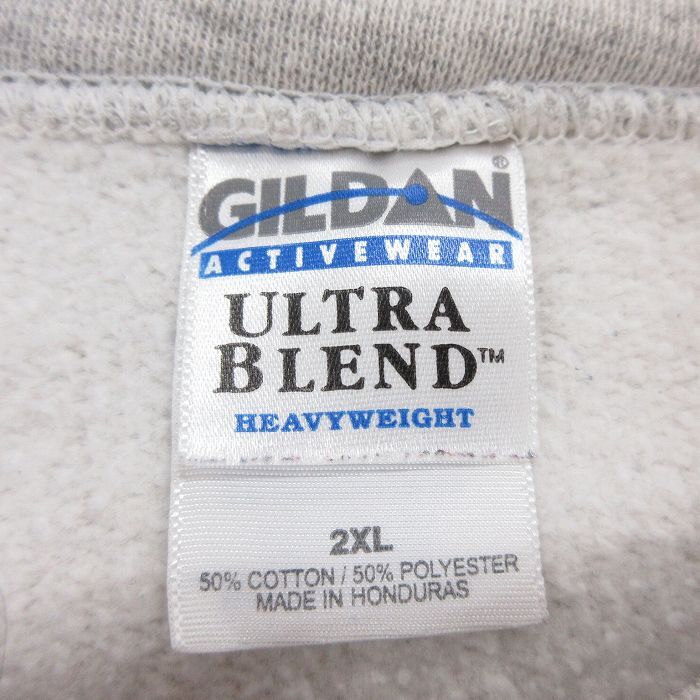 GILDAN®
ACTIVEWEAR
ULTRA
BLEND™
HEAVYWEIGHT
2XL
50% COTTON / 50% POLYESTER
MADE IN HONDURAS